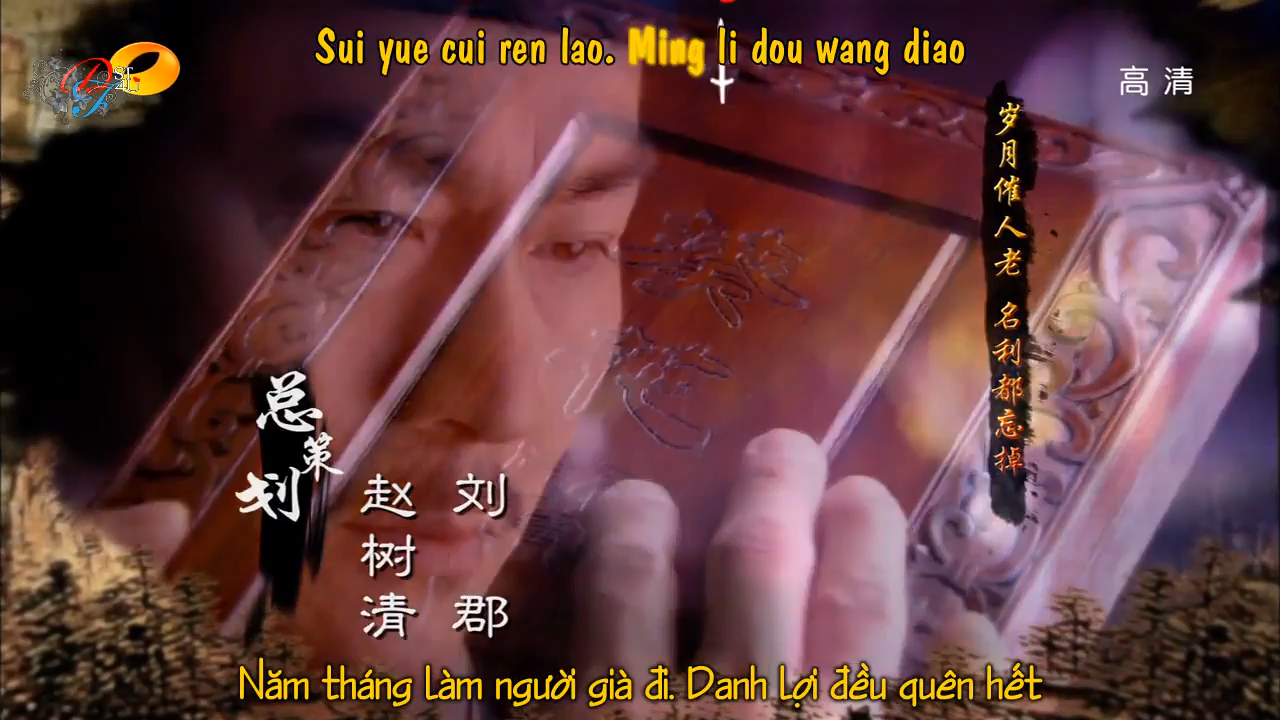 Sui yue cui ren lao. Ming li dou wang diao
高清
岁月催人老 名利都忘掉
总策划
刘郡
赵树清
Năm tháng làm người già đi. Danh lợi đều quên hết